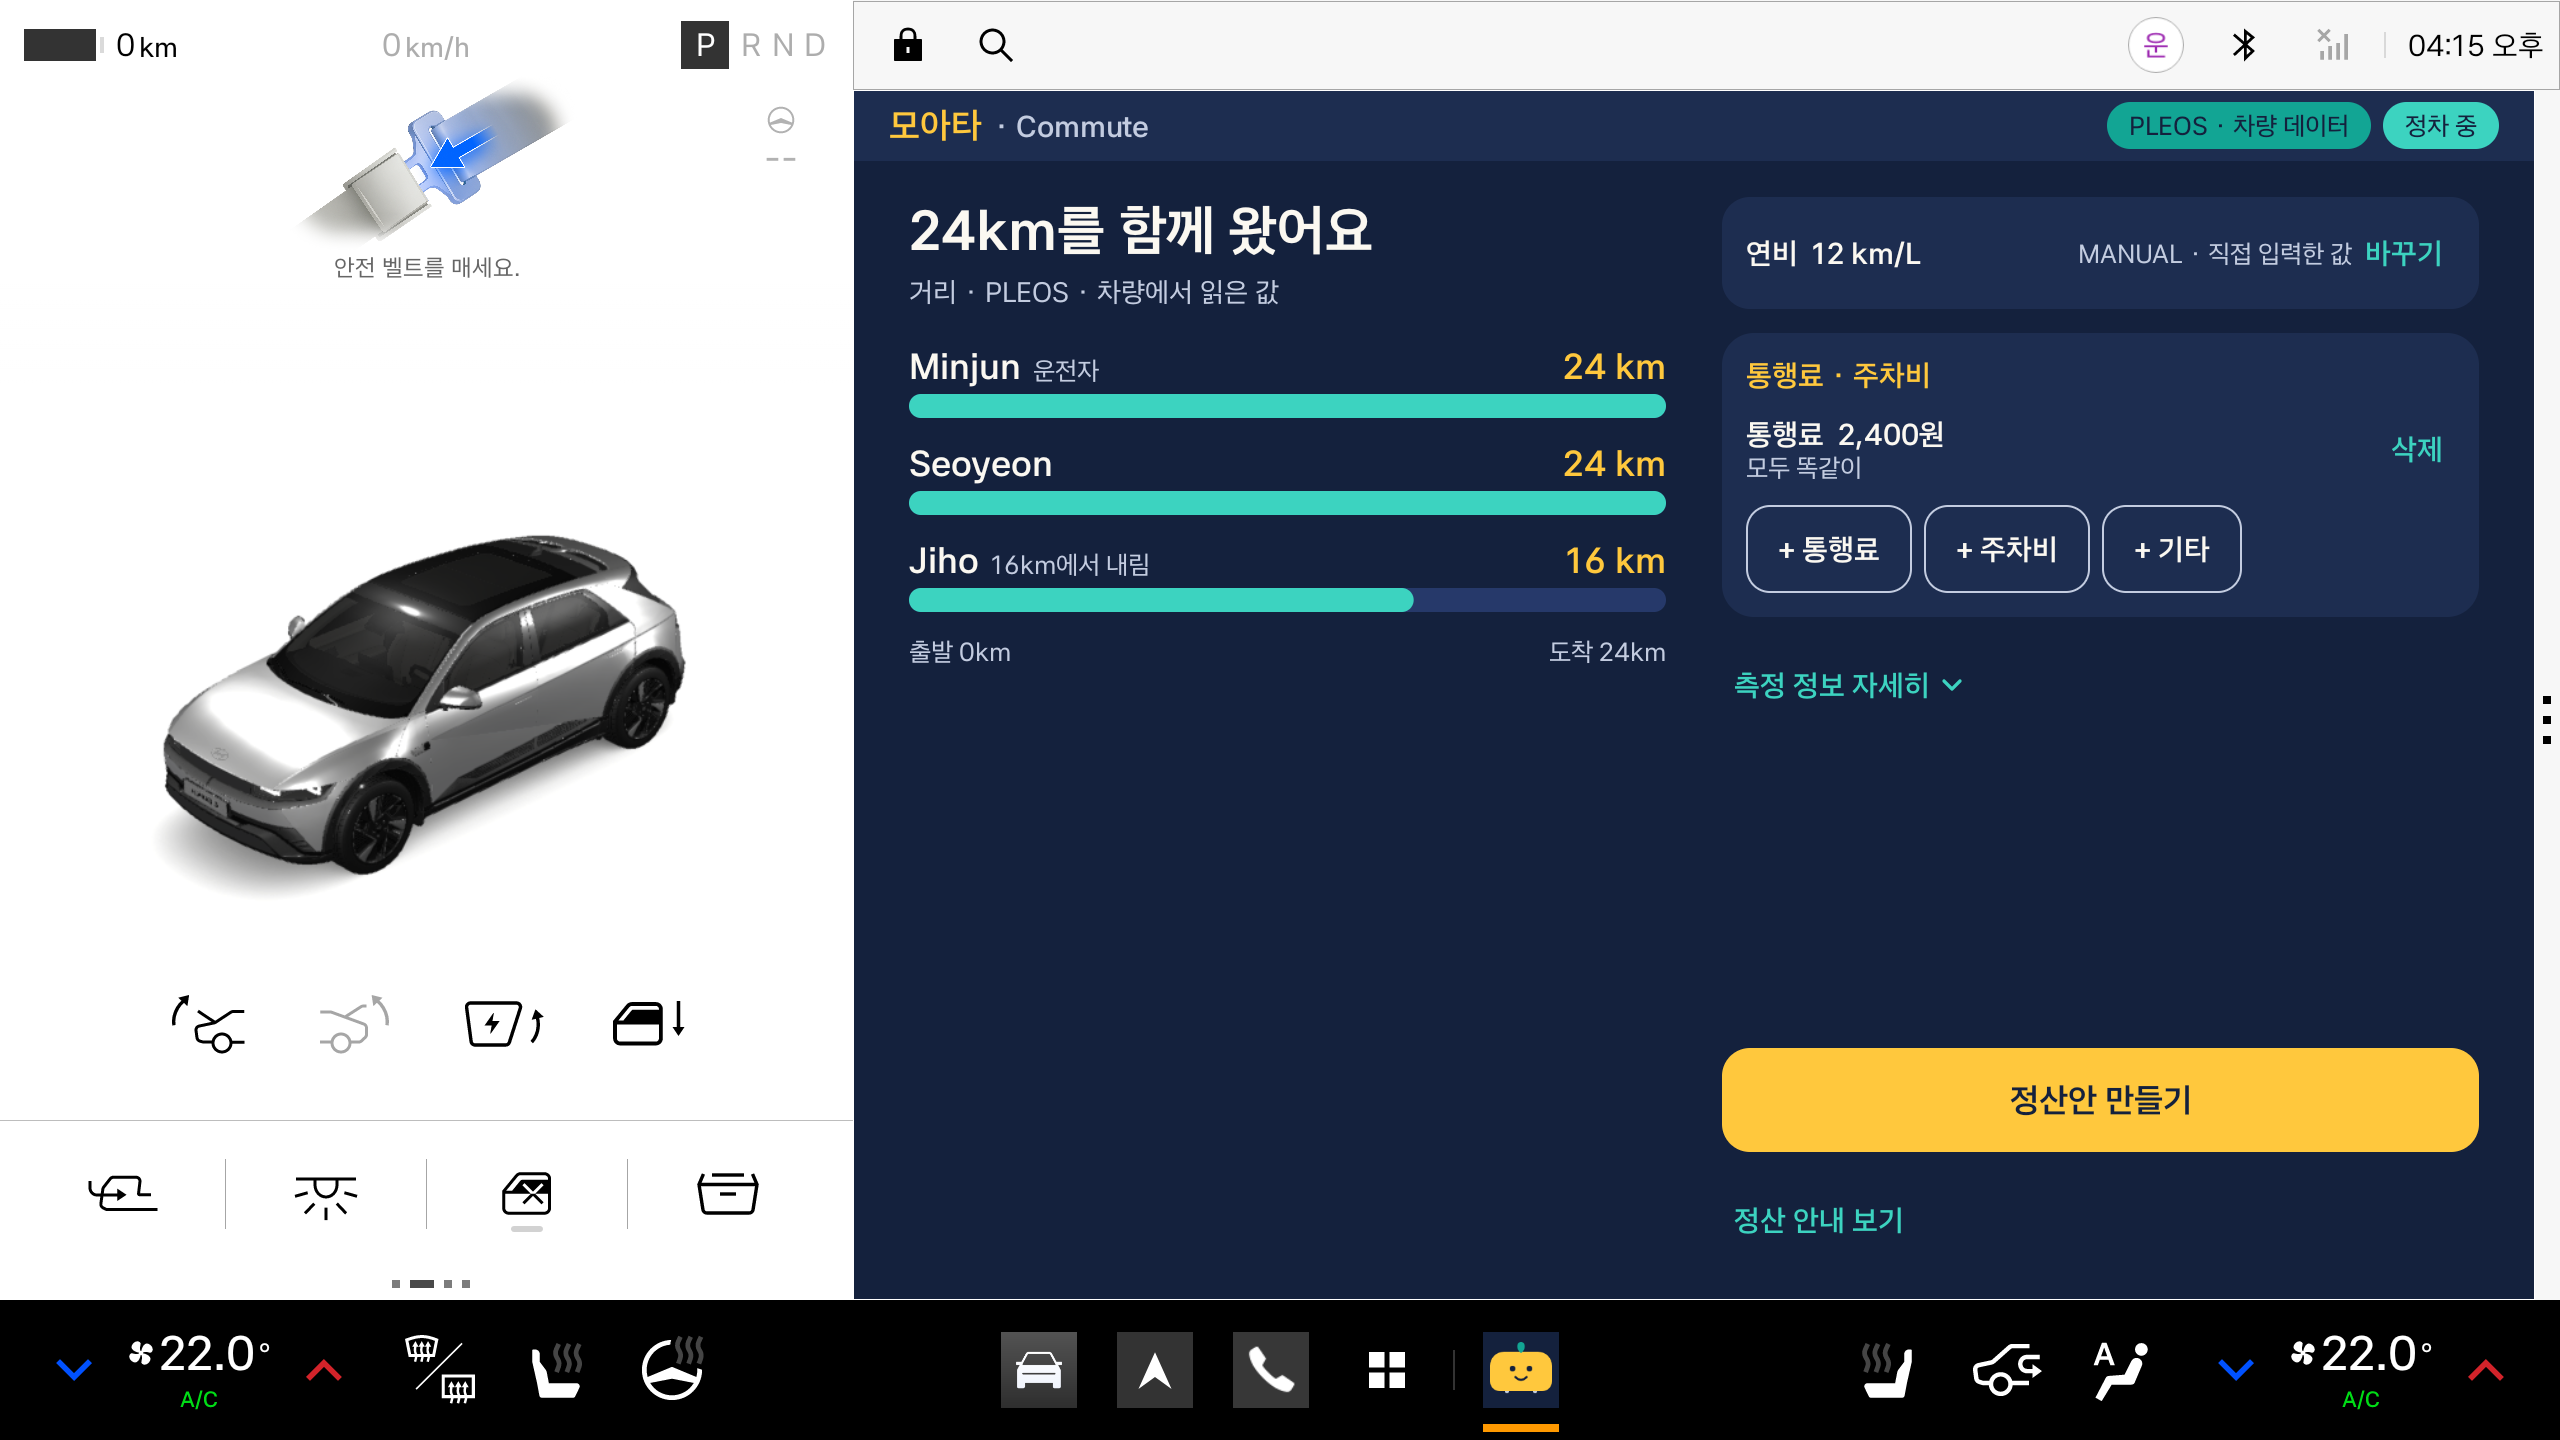 0 km
0 km/h
P R N D
안전 벨트를 매세요.
운
04:15 오후
모아타 · Commute
PLEOS · 차량 데이터
정차 중
24km를 함께 왔어요
거리 · PLEOS · 차량에서 읽은 값
Minjun 운전자 24 km
Seoyeon 24 km
Jiho 16km에서 내림 16 km
출발 0km 도착 24km
연비 12 km/L MANUAL · 직접 입력한 값 바꾸기
통행료 · 주차비
통행료 2,400원
모두 똑같이
삭제
+ 통행료 + 주차비 + 기타
측정 정보 자세히
정산안 만들기
정산 안내 보기
22.0°
A/C
A
22.0°
A/C